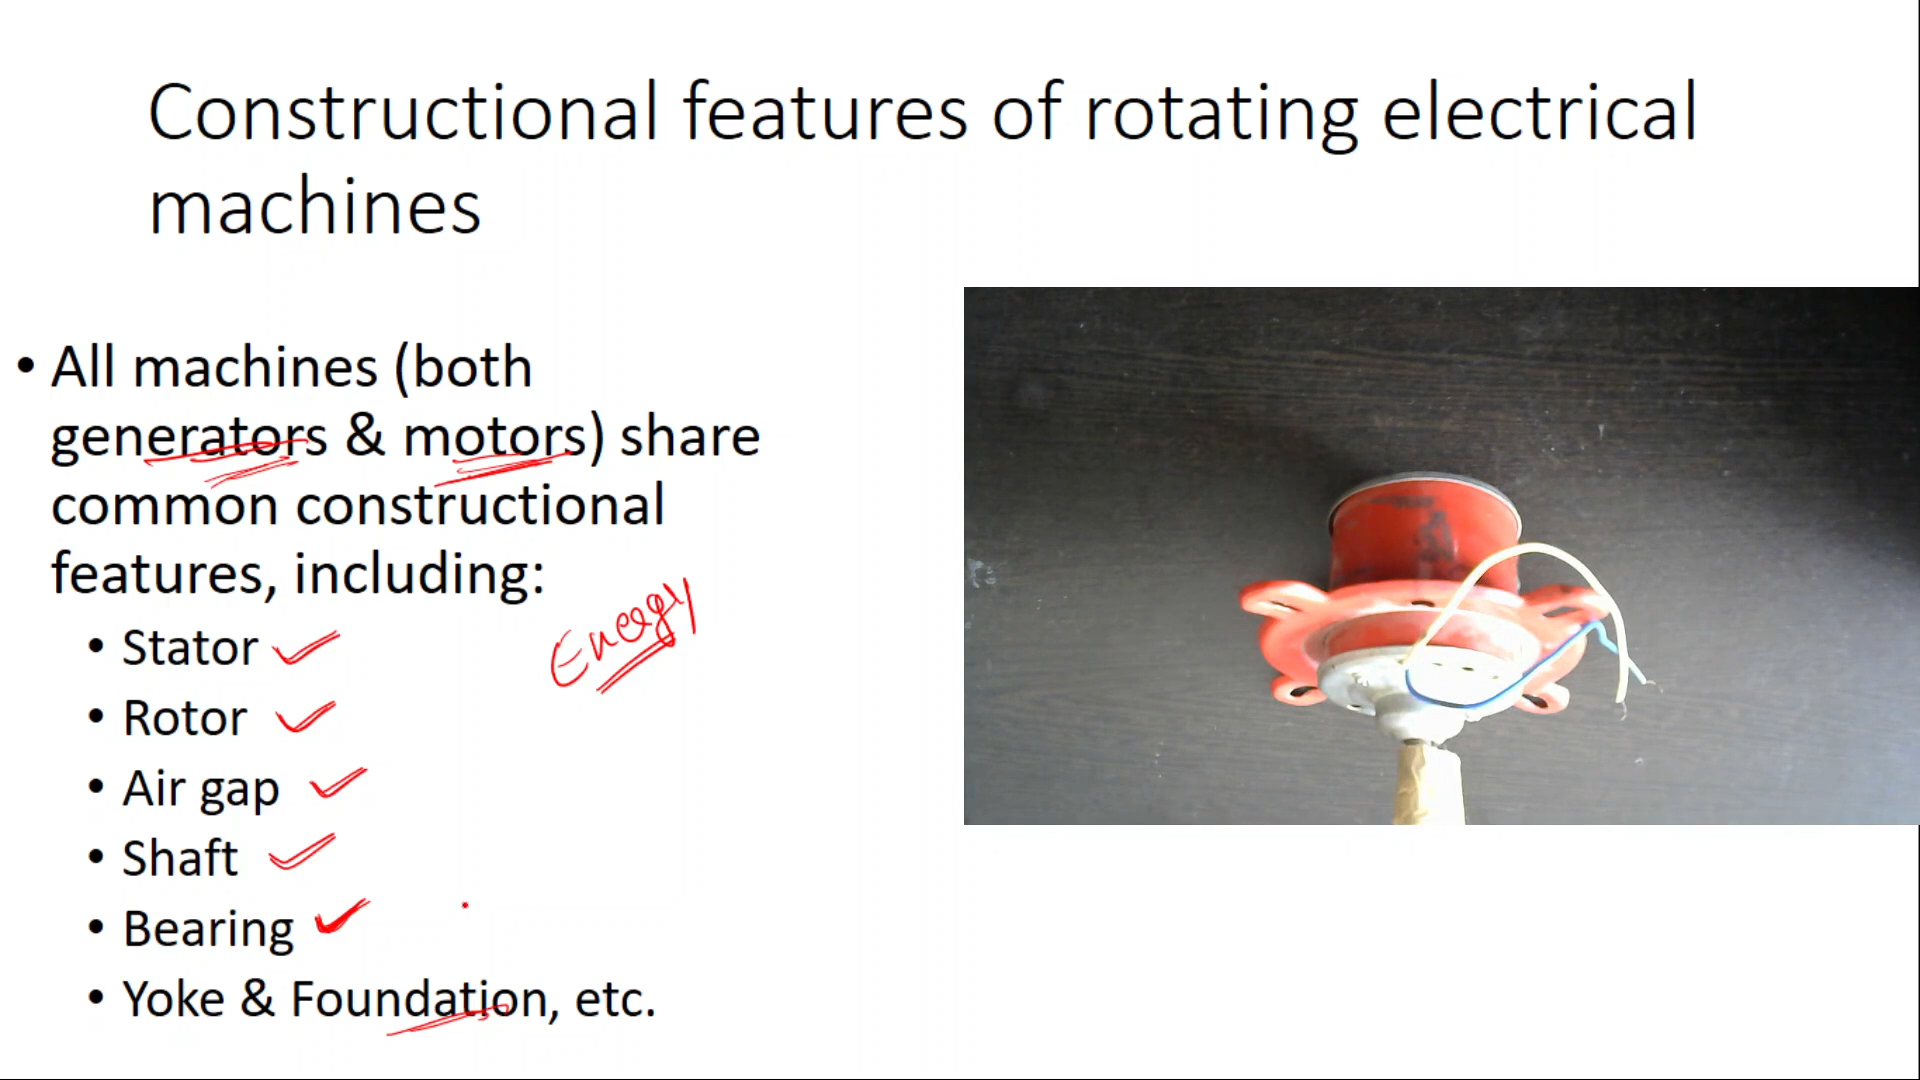 Constructional features of rotating electrical
machines
• All machines (both
generators & motors) share
common constructional
features, including:
Energy
• Stator
• Rotor
• Air gap
• Shaft
• Bearing
• Yoke & Foundation, etc.